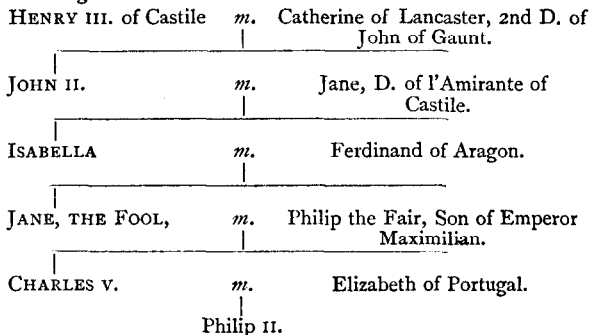 HENRY III. of Castile m. Catherine of Lancaster, 2nd D. of
John of Gaunt.
JOHN II. m. Jane, D. of l'Amirante of
Castile.
ISABELLA m. Ferdinand of Aragon.
JANE, THE FOOL, m. Philip the Fair, Son of Emperor
Maximilian.
CHARLES V. m. Elizabeth of Portugal.
Philip II.